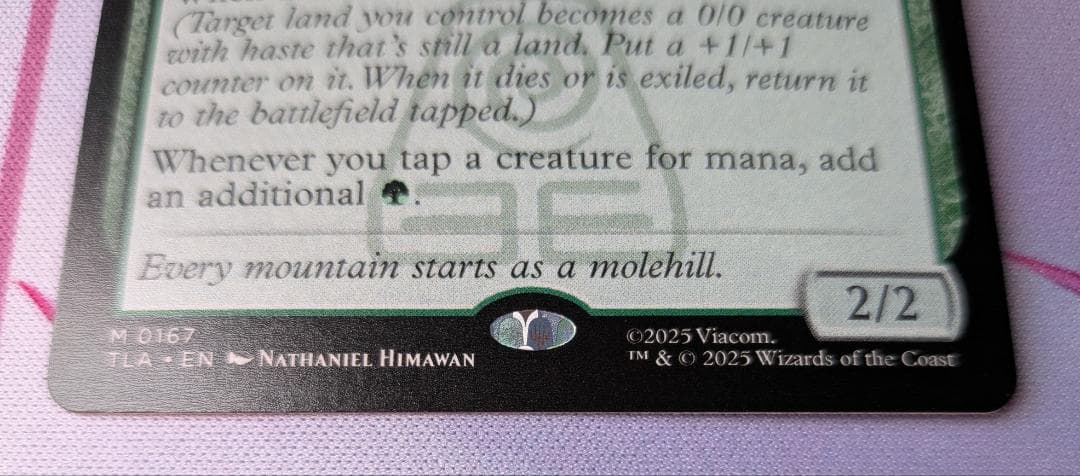 (Target land you control becomes a 0/0 creature
with haste that's still a land. Put a +1/+1
counter on it. When it dies or is exiled, return it
to the battlefield tapped.)
Whenever you tap a creature for mana, add
an additional .
Every mountain starts as a molehill.
2/2
M 0167
TLA • EN NATHANIEL HIMAWAN
©2025 Viacom.
TM & © 2025 Wizards of the Coast